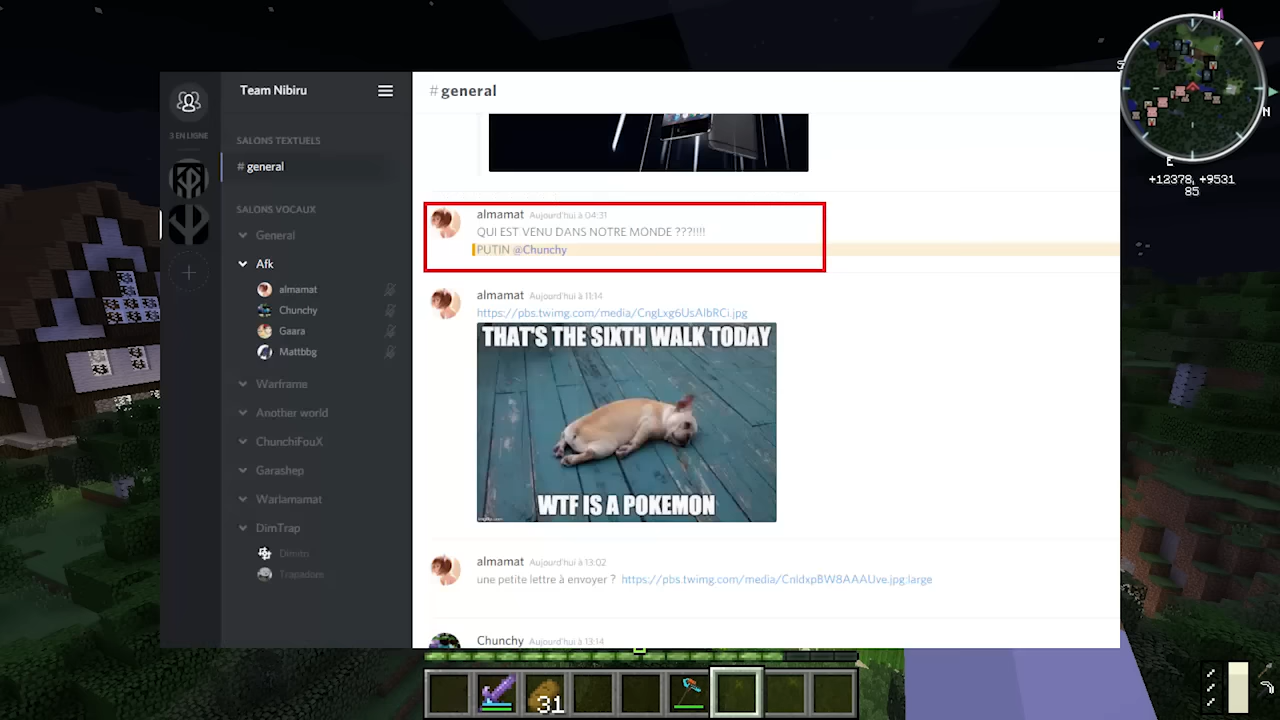 Team Nibiru
3 EN LIGNE
SALONS TEXTUELS
# general
SALONS VOCAUX
General
Afk
almamat
Chunchy
Gaara
Mattbbg
Warframe
Another world
ChunchiFouX
Garashep
Warlamamat
DimTrap
Dimitri
Trapadom
# general
almamat Aujourd'hui à 04:31
QUI EST VENU DANS NOTRE MONDE ???!!!!
PUTIN @Chunchy
almamat Aujourd'hui à 11:14
https://pbs.twimg.com/media/CngLxg6UsAIbRCi.jpg
THAT'S THE SIXTH WALK TODAY
WTF IS A POKEMON
almamat Aujourd'hui à 13:02
une petite lettre à envoyer ? https://pbs.twimg.com/media/CnldxpBW8AAAUve.jpg:large
Chunchy Aujourd'hui à 13:14
S
N
E
+12378, +9531
85
31